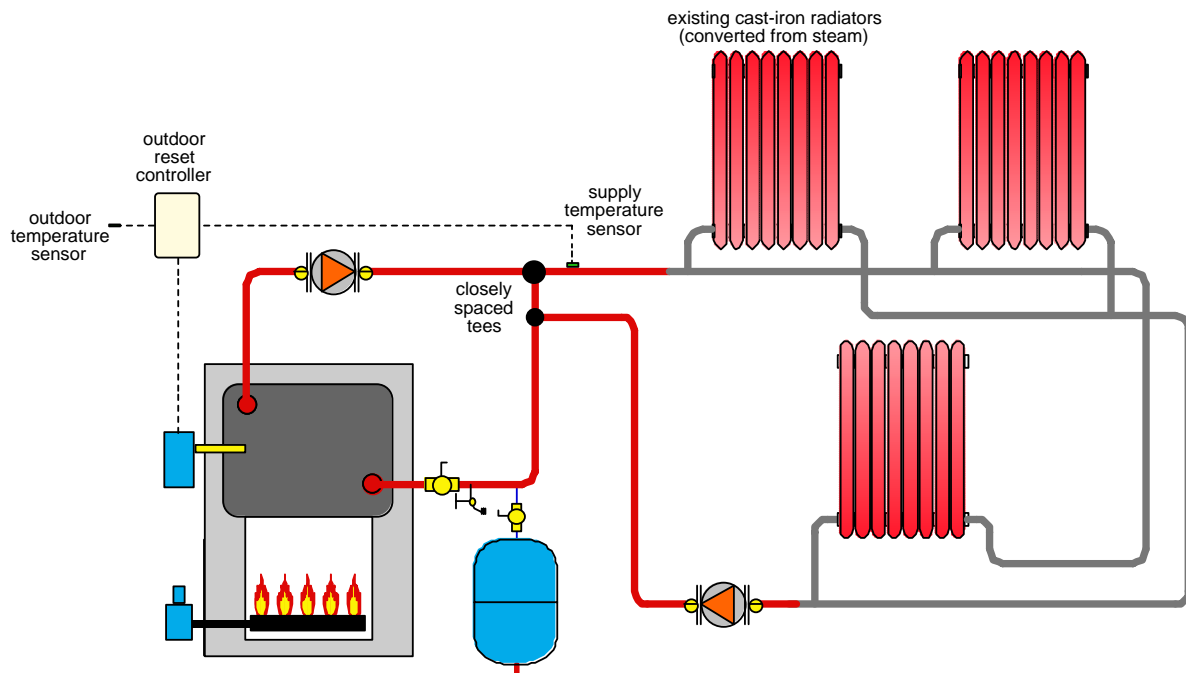 existing cast-iron radiators
(converted from steam)
outdoor
reset
controller
supply
temperature
sensor
outdoor
temperature
sensor
closely
spaced
tees